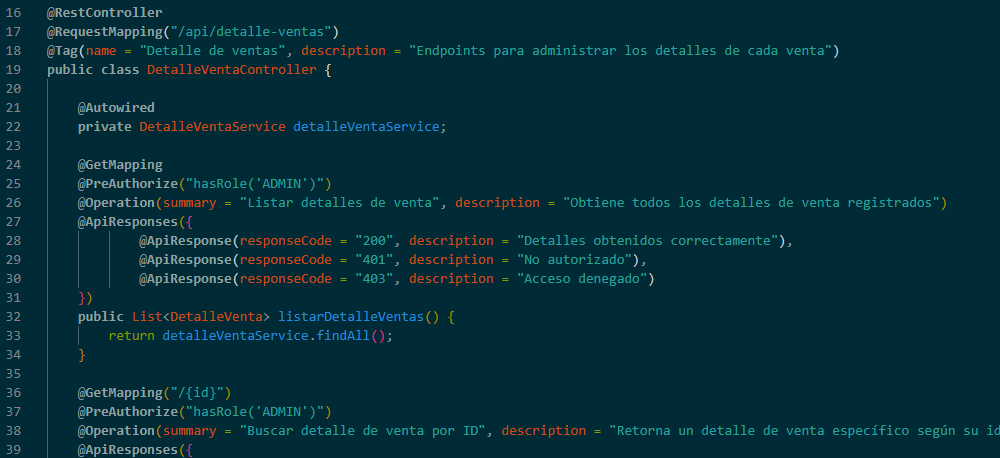 16 @RestController
17 @RequestMapping("/api/detalle-ventas")
18 @Tag(name = "Detalle de ventas", description = "Endpoints para administrar los detalles de cada venta")
19 public class DetalleVentaController {
20
21     @Autowired
22     private DetalleVentaService detalleVentaService;
23
24     @GetMapping
25     @PreAuthorize("hasRole('ADMIN')")
26     @Operation(summary = "Listar detalles de venta", description = "Obtiene todos los detalles de venta registrados")
27     @ApiResponses({
28             @ApiResponse(responseCode = "200", description = "Detalles obtenidos correctamente"),
29             @ApiResponse(responseCode = "401", description = "No autorizado"),
30             @ApiResponse(responseCode = "403", description = "Acceso denegado")
31     })
32     public List<DetalleVenta> listarDetalleVentas() {
33         return detalleVentaService.findAll();
34     }
35
36     @GetMapping("/{id}")
37     @PreAuthorize("hasRole('ADMIN')")
38     @Operation(summary = "Buscar detalle de venta por ID", description = "Retorna un detalle de venta específico según su id
39     @ApiResponses({